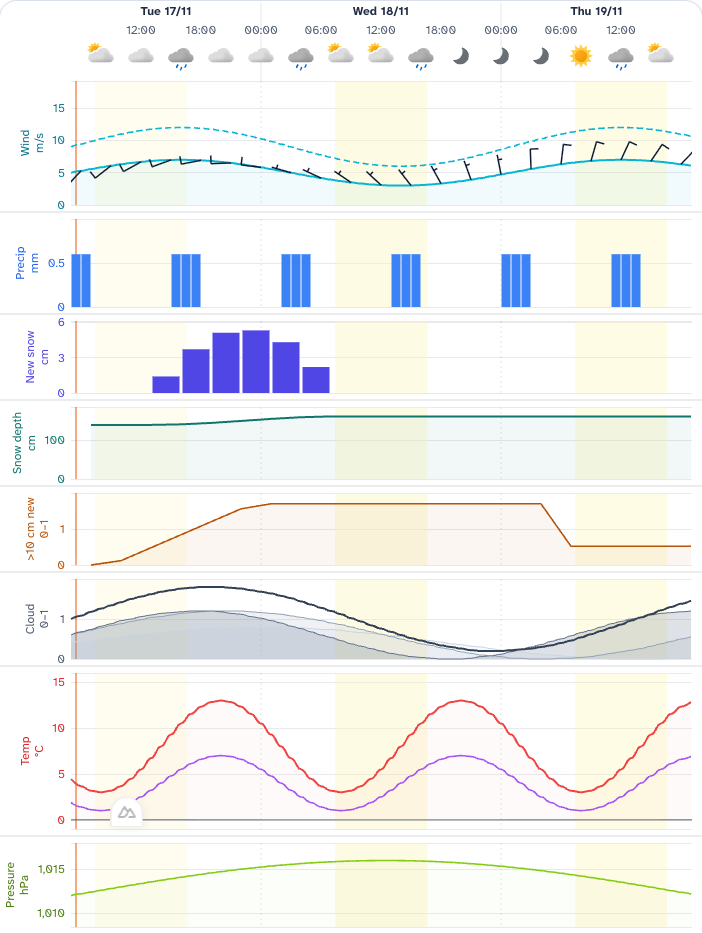 Tue 17/11
Wed 18/11
Thu 19/11
12:00
18:00
00:00
06:00
12:00
18:00
00:00
06:00
12:00
Wind
m/s
15
10
5
0
Precip
mm
0.5
0
New snow
cm
6
3
0
Snow depth
cm
100
0
>10 cm new
0–1
1
0
Cloud
0–1
1
0
Temp
°C
15
10
5
0
Pressure
hPa
1,015
1,010